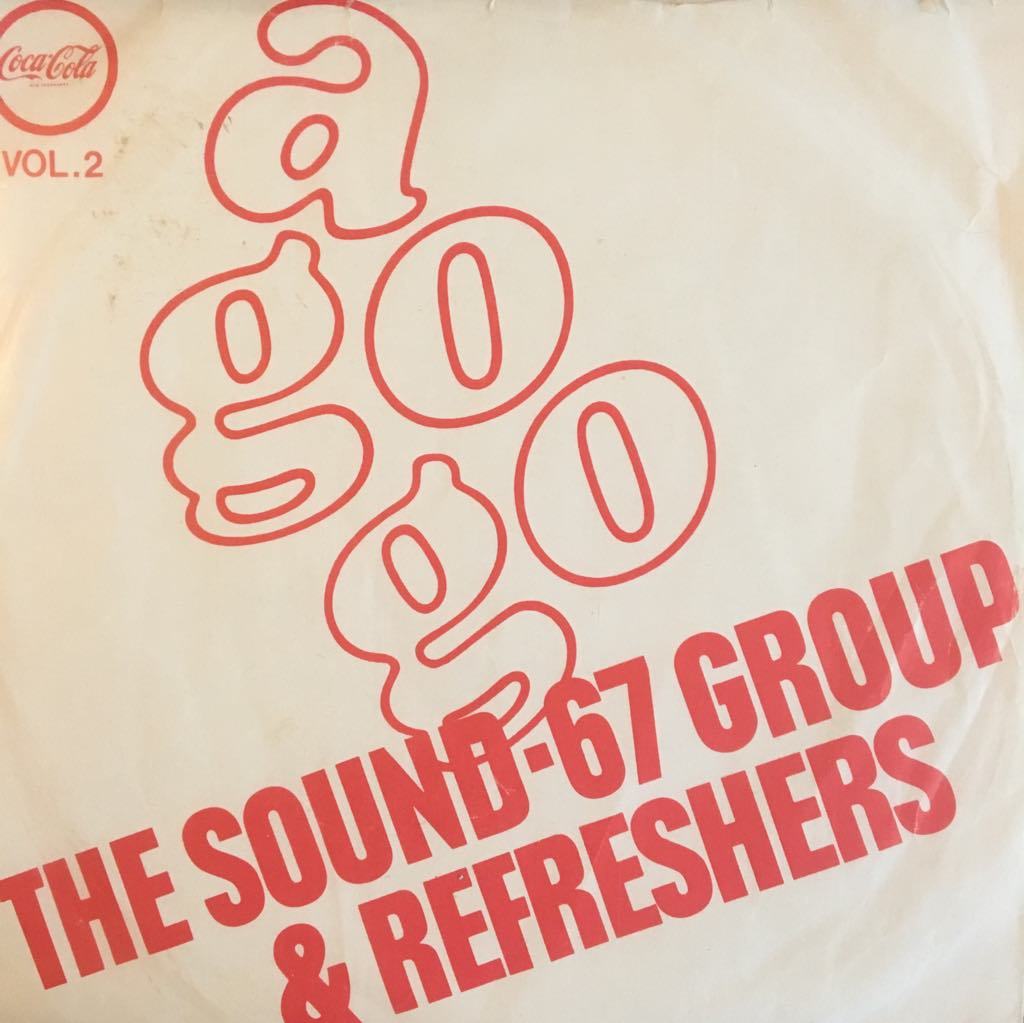 Coca-Cola
VOL.2
a
go
go
THE SOUND-67 GROUP
& REFRESHERS